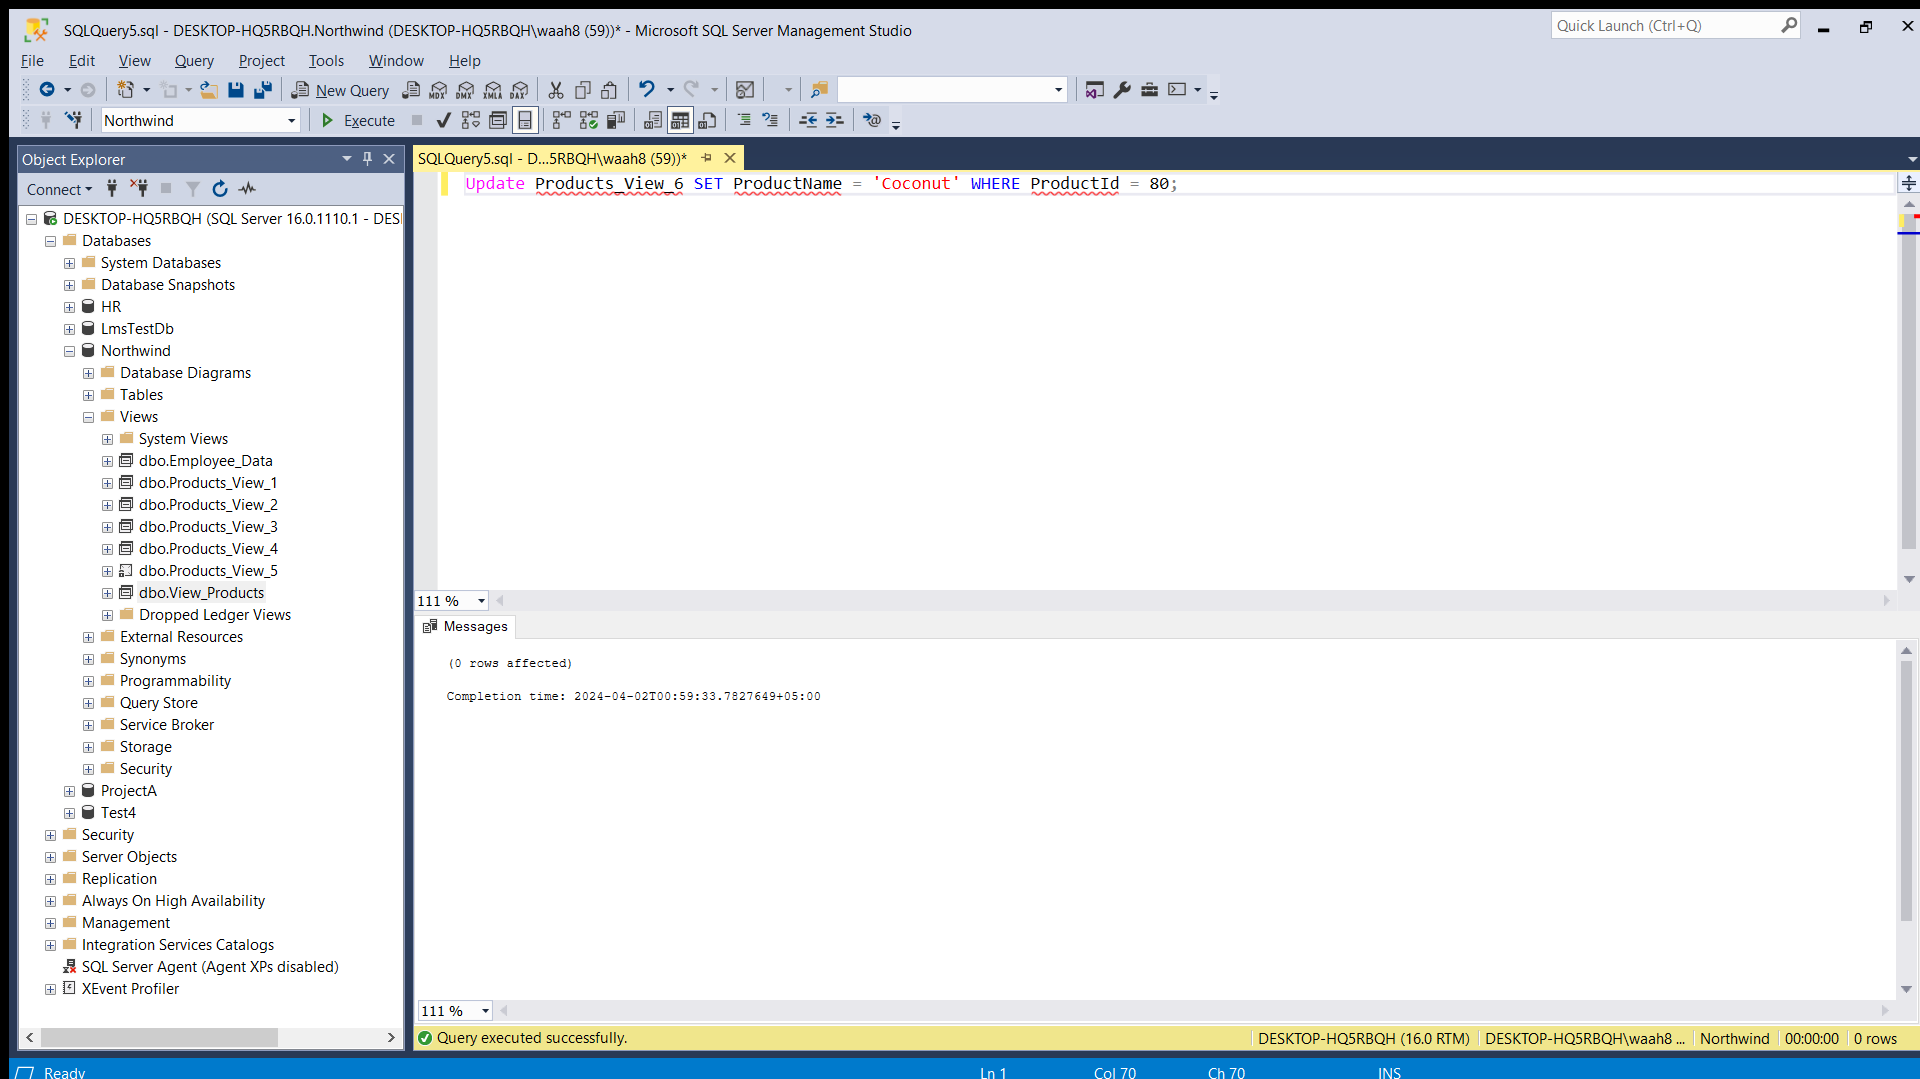 SQLQuery5.sql - DESKTOP-HQ5RBQH.Northwind (DESKTOP-HQ5RBQH\waah8 (59))* - Microsoft SQL Server Management Studio
Quick Launch (Ctrl+Q)
File Edit View Query Project Tools Window Help
New Query MDX DMX XMLA DAX
Northwind Execute
Object Explorer
SQLQuery5.sql - D...5RBQH\waah8 (59))*
Connect
Update Products_View_6 SET ProductName = 'Coconut' WHERE ProductId = 80;
DESKTOP-HQ5RBQH (SQL Server 16.0.1110.1 - DES
Databases
System Databases
Database Snapshots
HR
LmsTestDb
Northwind
Database Diagrams
Tables
Views
System Views
dbo.Employee_Data
dbo.Products_View_1
dbo.Products_View_2
dbo.Products_View_3
dbo.Products_View_4
dbo.Products_View_5
dbo.View_Products
Dropped Ledger Views
External Resources
Synonyms
Programmability
Query Store
Service Broker
Storage
Security
ProjectA
Test4
Security
Server Objects
Replication
Always On High Availability
Management
Integration Services Catalogs
SQL Server Agent (Agent XPs disabled)
XEvent Profiler
111 %
Messages
(0 rows affected)
Completion time: 2024-04-02T00:59:33.7827649+05:00
111 %
Query executed successfully.
DESKTOP-HQ5RBQH (16.0 RTM) DESKTOP-HQ5RBQH\waah8 ... Northwind 00:00:00 0 rows
Ready Ln 1 Col 70 Ch 70 INS